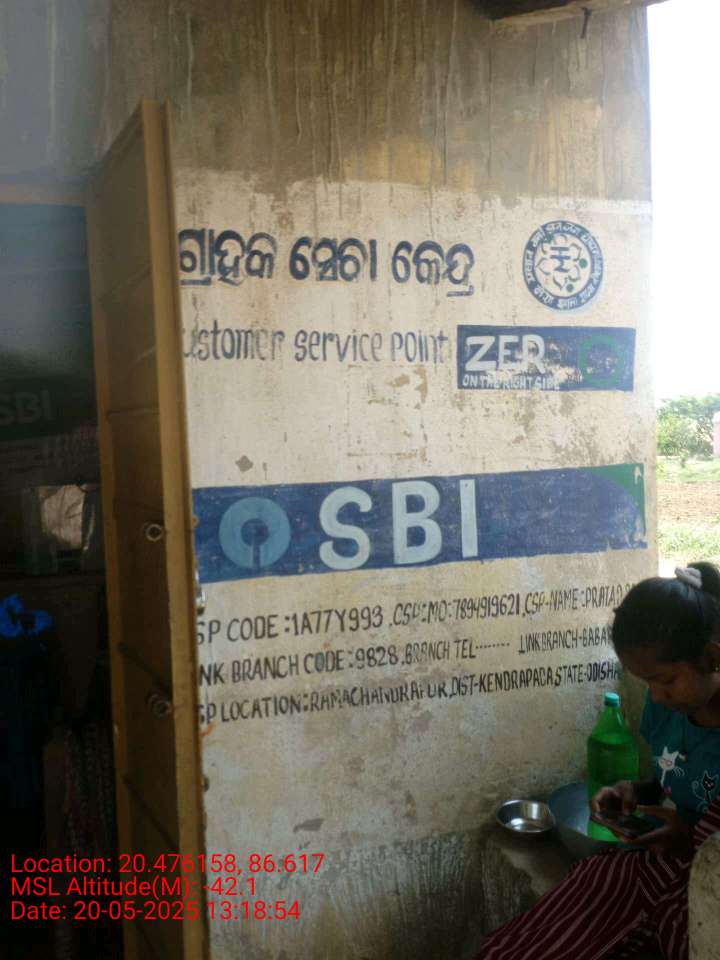 ଗ୍ରାହକ ସେବା କେନ୍ଦ୍ର
ustomer service point
ZER
ON THE RIGHT SIDE
SBI
SBI
SP CODE :1A77Y993 .CSP:MO:7894919621,CSP-NAME :PRATAP
NK BRANCH CODE :9828 .BRANCH TEL-------- LINK BRANCH-BABA
SP LOCATION:RAMACHANDRAPUR,DIST-KENDRAPADA,STATE-ODISHA
Location: 20.476158, 86.617
MSL Altitude(M): -42.1
Date: 20-05-2025 13:18:54